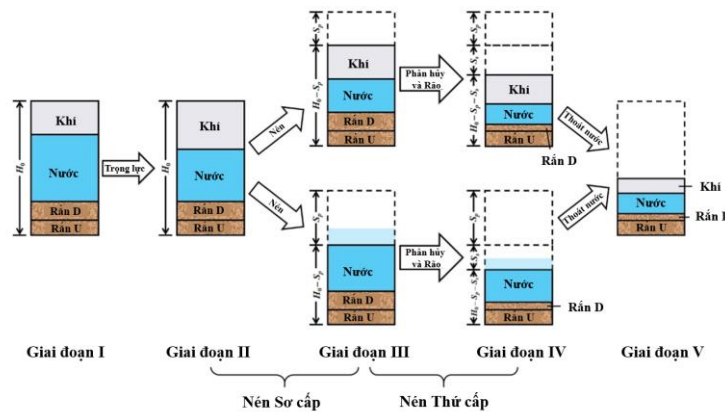 H₀
Khí
Nước
Rắn D
Rắn U
Trọng lực
H₀
Khí
Nước
Rắn D
Rắn U
Nén
Nén
Sₚ
H₀ – Sₚ
Khí
Nước
Rắn D
Rắn U
Phân hủy
và Rão
Sₚ
Sₛ
H₀ – Sₚ – Sₛ
Khí
Nước
Rắn U
Rắn D
Thoát nước
Sₚ
H₀ – Sₚ
Nước
Rắn D
Rắn U
Phân hủy
và Rão
Sₚ
Sₛ
H₀ – Sₚ – Sₛ
Nước
Rắn U
Rắn D
Thoát nước
Khí
Nước
Rắn
Rắn U
Giai đoạn I
Giai đoạn II
Giai đoạn III
Giai đoạn IV
Giai đoạn V
Nén Sơ cấp
Nén Thứ cấp